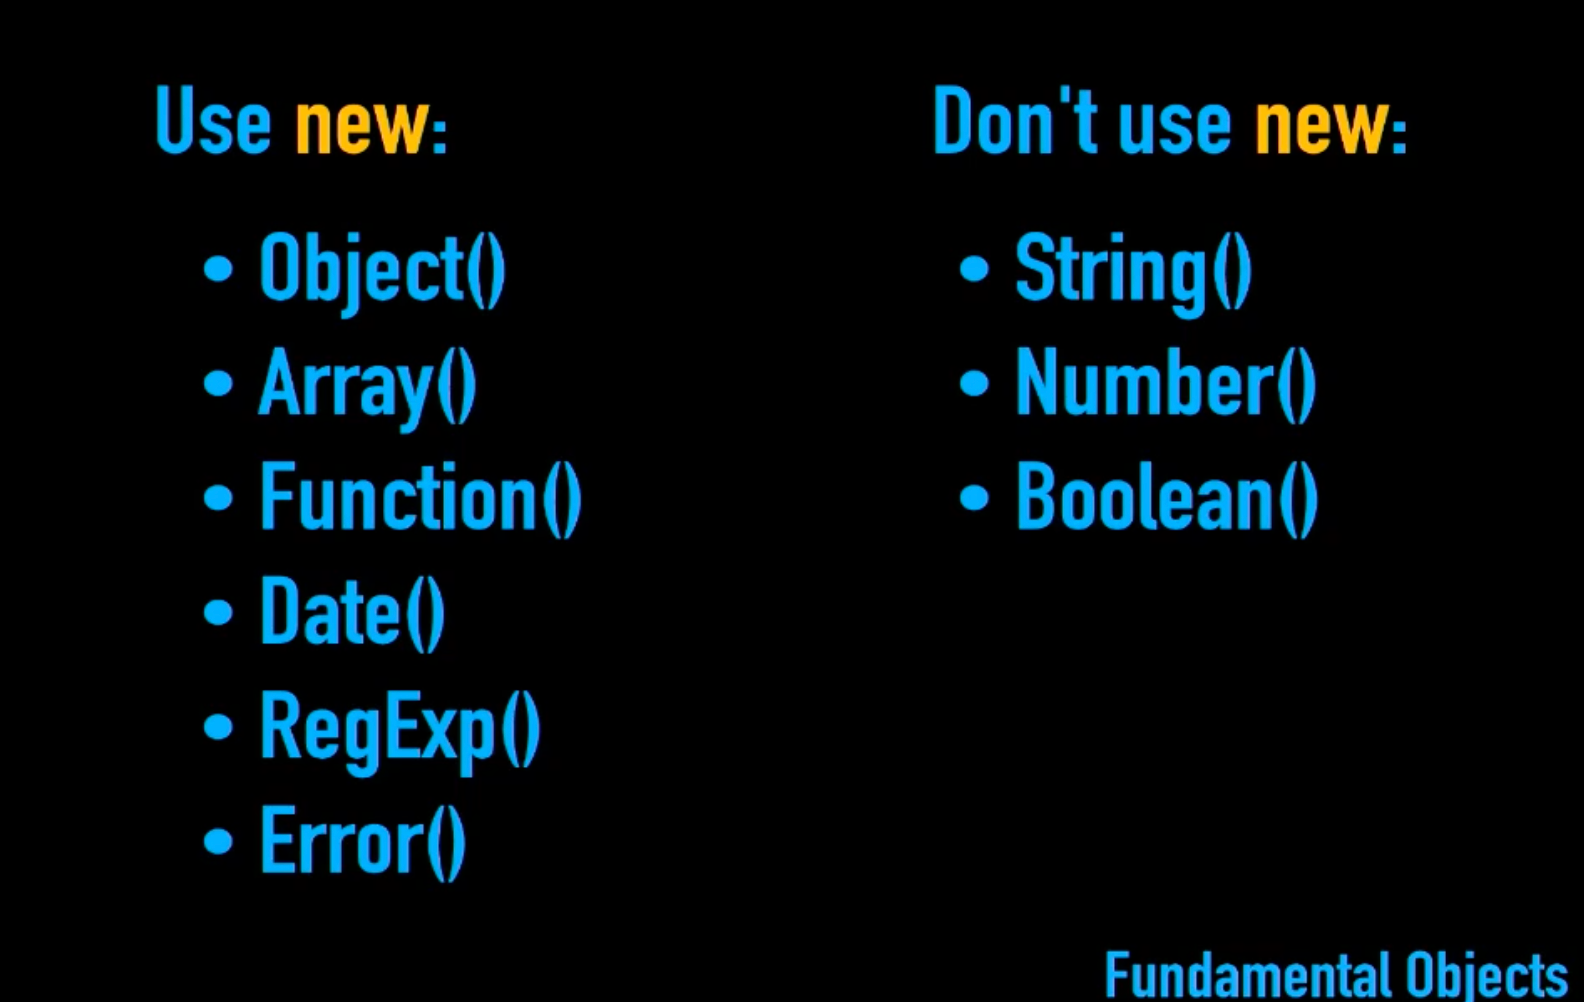 Use new:
• Object()
• Array()
• Function()
• Date()
• RegExp()
• Error()
Don't use new:
• String()
• Number()
• Boolean()
Fundamental Objects